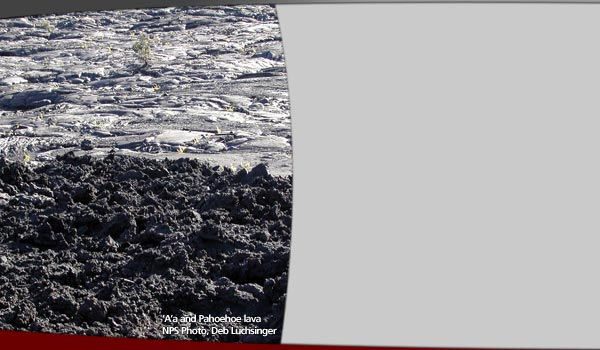 'A'a and Pahoehoe lava
NPS Photo, Deb Luchsinger